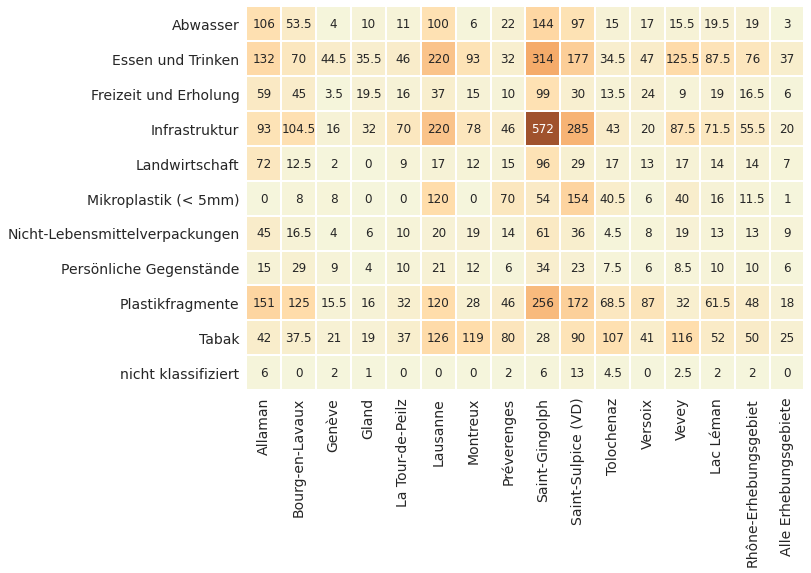 Abwasser 106 53.5 4 10 11 100 6 22 144 97 15 17 15.5 19.5 19 3
Essen und Trinken 132 70 44.5 35.5 46 220 93 32 314 177 34.5 47 125.5 87.5 76 37
Freizeit und Erholung 59 45 3.5 19.5 16 37 15 10 99 30 13.5 24 9 19 16.5 6
Infrastruktur 93 104.5 16 32 70 220 78 46 572 285 43 20 87.5 71.5 55.5 20
Landwirtschaft 72 12.5 2 0 9 17 12 15 96 29 17 13 17 14 14 7
Mikroplastik (< 5mm) 0 8 8 0 0 120 0 70 54 154 40.5 6 40 16 11.5 1
Nicht-Lebensmittelverpackungen 45 16.5 4 6 10 20 19 14 61 36 4.5 8 19 13 13 9
Persönliche Gegenstände 15 29 9 4 10 21 12 6 34 23 7.5 6 8.5 10 10 6
Plastikfragmente 151 125 15.5 16 32 120 28 46 256 172 68.5 87 32 61.5 48 18
Tabak 42 37.5 21 19 37 126 119 80 28 90 107 41 116 52 50 25
nicht klassifiziert 6 0 2 1 0 0 0 2 6 13 4.5 0 2.5 2 2 0
Allaman
Bourg-en-Lavaux
Genève
Gland
La Tour-de-Peilz
Lausanne
Montreux
Préverenges
Saint-Gingolph
Saint-Sulpice (VD)
Tolochenaz
Versoix
Vevey
Lac Léman
Rhône-Erhebungsgebiet
Alle Erhebungsgebiete